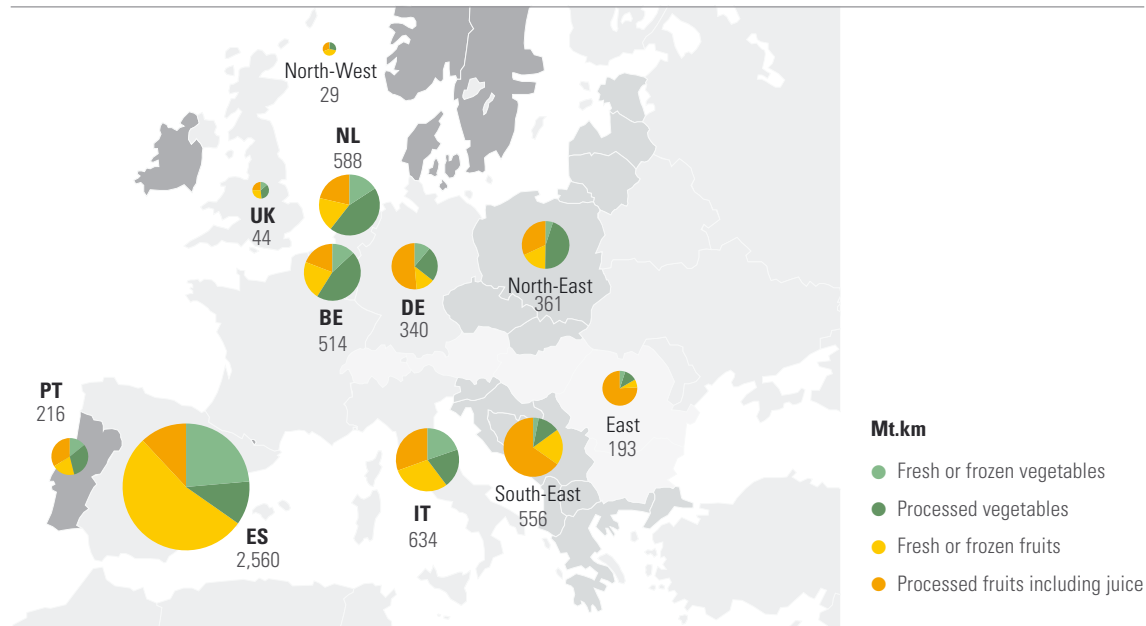 North-West
29
NL
588
UK
44
BE
514
DE
340
North-East
361
PT
216
ES
2,560
IT
634
South-East
556
East
193
Mt.km
Fresh or frozen vegetables
Processed vegetables
Fresh or frozen fruits
Processed fruits including juice